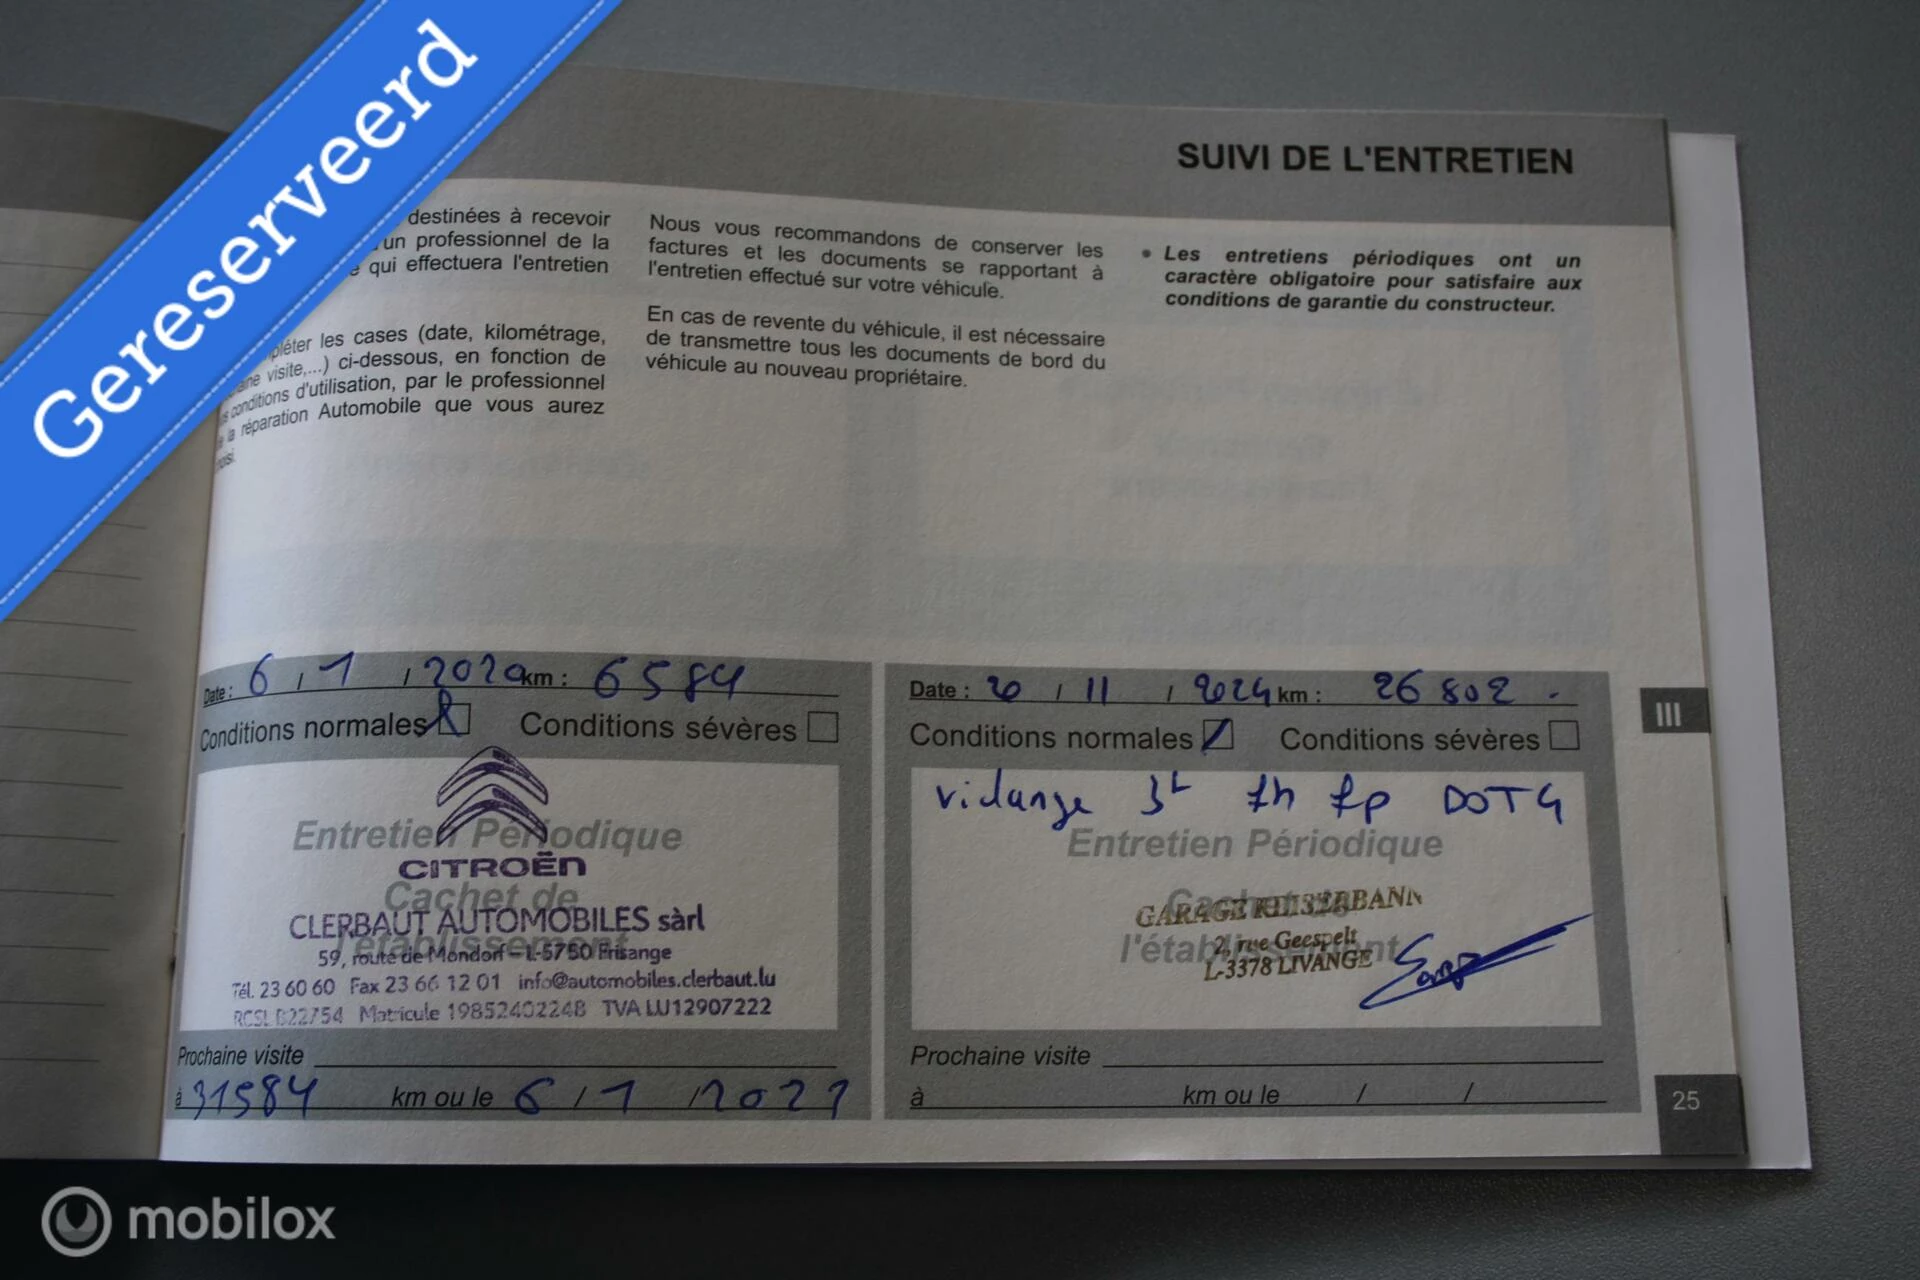 Gereserveerd
SUIVI DE L'ENTRETIEN
destinées à recevoir
un professionnel de la
qui effectuera l'entretien
les cases (date, kilométrage,
visite,...) ci-dessous, en fonction de
conditions d'utilisation, par le professionnel
la réparation Automobile que vous aurez
Nous vous recommandons de conserver les
factures et les documents se rapportant à
l'entretien effectué sur votre véhicule.
En cas de revente du véhicule, il est nécessaire
de transmettre tous les documents de bord du
véhicule au nouveau propriétaire.
• Les entretiens périodiques ont un
caractère obligatoire pour satisfaire aux
conditions de garantie du constructeur.
Date : 6 / 1 / 2020 km : 6584
Conditions normales Conditions sévères
Entretien Périodique
CITROËN
Cachet de
CLERBAUT AUTOMOBILES sàrl
l'établissement
59, route de Mondorf - L-5750 Frisange
Tél. 23 60 60 Fax 23 66 12 01 info@automobiles.clerbaut.lu
RCSL B22754 Matricule 19852402248 TVA LU12907222
Prochaine visite
à 31584 km ou le 6 / 1 / 2021
Date : 20 / 11 / 2024 km : 26 802
Conditions normales Conditions sévères
vidange 3L fh fp DOT4
Entretien Périodique
Cachet de
GARAGE KEISERBANN
2, rue Geespelt
l'établissement
L-3378 LIVANGE
Prochaine visite
à km ou le / /
III
25
mobilox